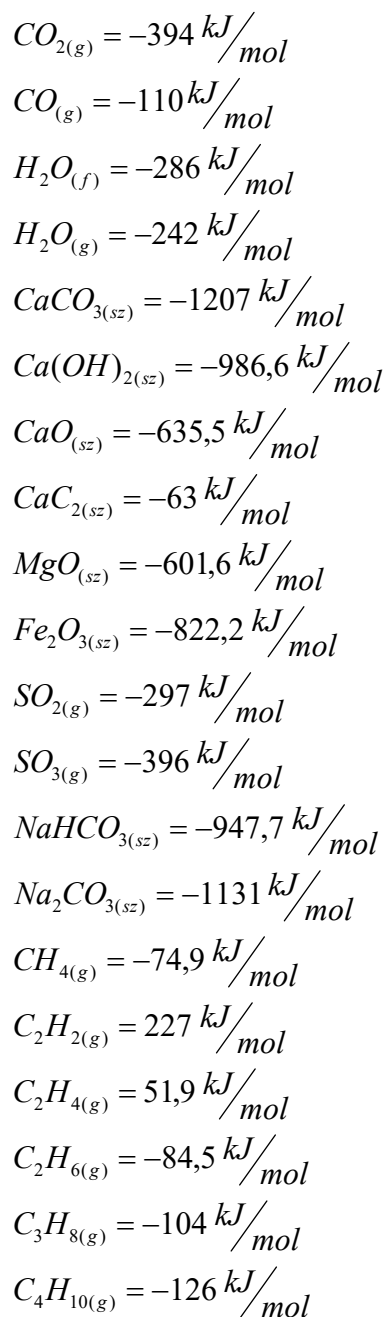 CO₂(g) = −394 kJ/mol
CO(g) = −110 kJ/mol
H₂O(f) = −286 kJ/mol
H₂O(g) = −242 kJ/mol
CaCO₃(sz) = −1207 kJ/mol
Ca(OH)₂(sz) = −986,6 kJ/mol
CaO(sz) = −635,5 kJ/mol
CaC₂(sz) = −63 kJ/mol
MgO(sz) = −601,6 kJ/mol
Fe₂O₃(sz) = −822,2 kJ/mol
SO₂(g) = −297 kJ/mol
SO₃(g) = −396 kJ/mol
NaHCO₃(sz) = −947,7 kJ/mol
Na₂CO₃(sz) = −1131 kJ/mol
CH₄(g) = −74,9 kJ/mol
C₂H₂(g) = 227 kJ/mol
C₂H₄(g) = 51,9 kJ/mol
C₂H₆(g) = −84,5 kJ/mol
C₃H₈(g) = −104 kJ/mol
C₄H₁₀(g) = −126 kJ/mol